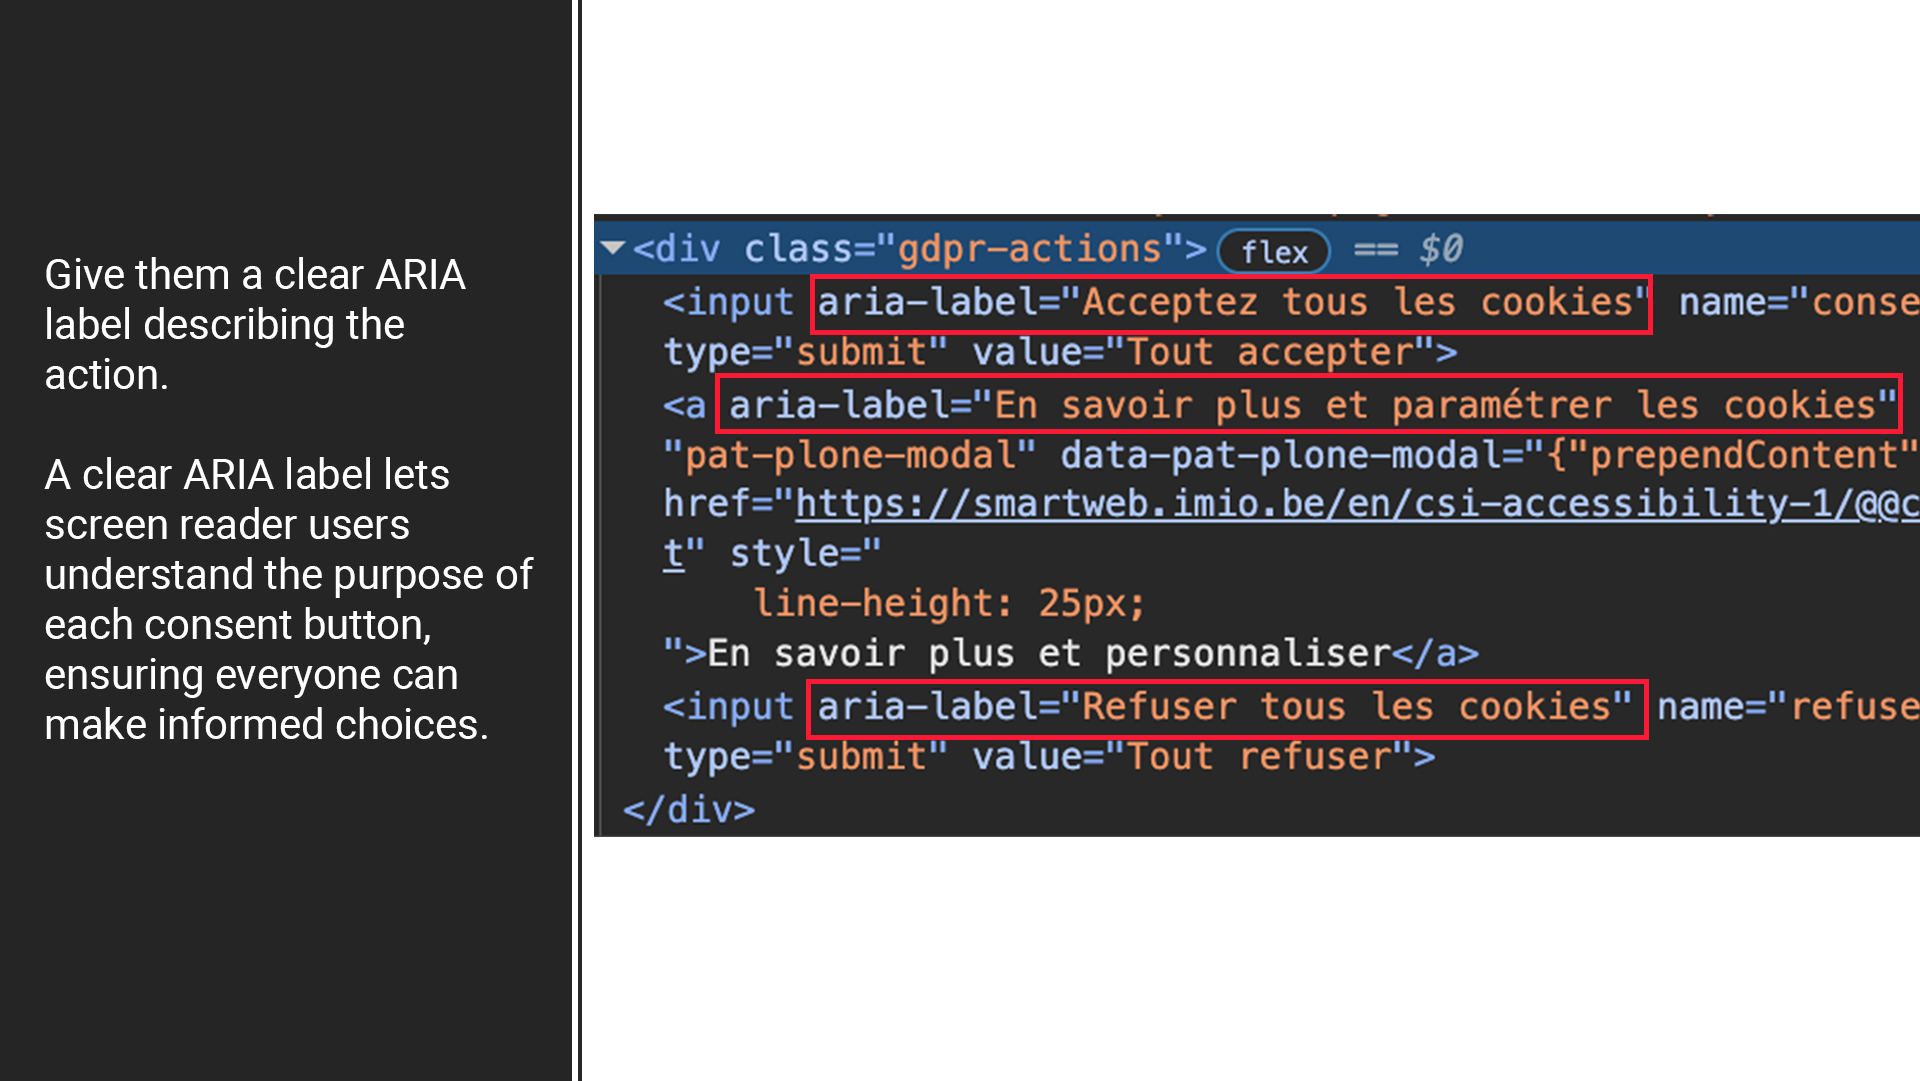 Give them a clear ARIA
label describing the
action.
A clear ARIA label lets
screen reader users
understand the purpose of
each consent button,
ensuring everyone can
make informed choices.
<div class="gdpr-actions"> flex == $0
<input aria-label="Acceptez tous les cookies" name="conse
type="submit" value="Tout accepter">
<a aria-label="En savoir plus et paramétrer les cookies"
"pat-plone-modal" data-pat-plone-modal="{"prependContent"
href="https://smartweb.imio.be/en/csi-accessibility-1/@@c
t" style="
line-height: 25px;
">En savoir plus et personnaliser</a>
<input aria-label="Refuser tous les cookies" name="refuse
type="submit" value="Tout refuser">
</div>